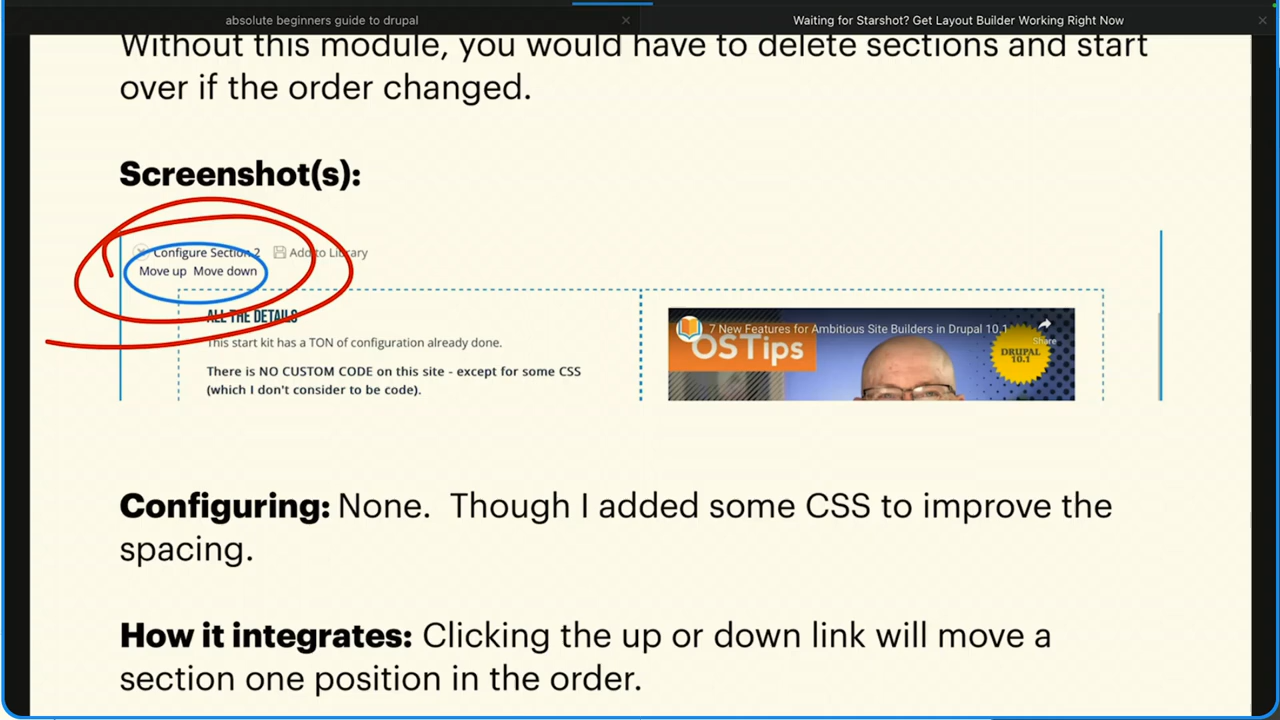 absolute beginners guide to drupal
Waiting for Starshot? Get Layout Builder Working Right Now
Without this module, you would have to delete sections and start
over if the order changed.
Screenshot(s):
Configure Section 2 Add to Library
Move up Move down
ALL THE DETAILS
This start kit has a TON of configuration already done.
There is NO CUSTOM CODE on this site - except for some CSS
(which I don't consider to be code).
7 New Features for Ambitious Site Builders in Drupal 10.1
Share
OSTips
DRUPAL
10.1
Configuring: None. Though I added some CSS to improve the
spacing.
How it integrates: Clicking the up or down link will move a
section one position in the order.